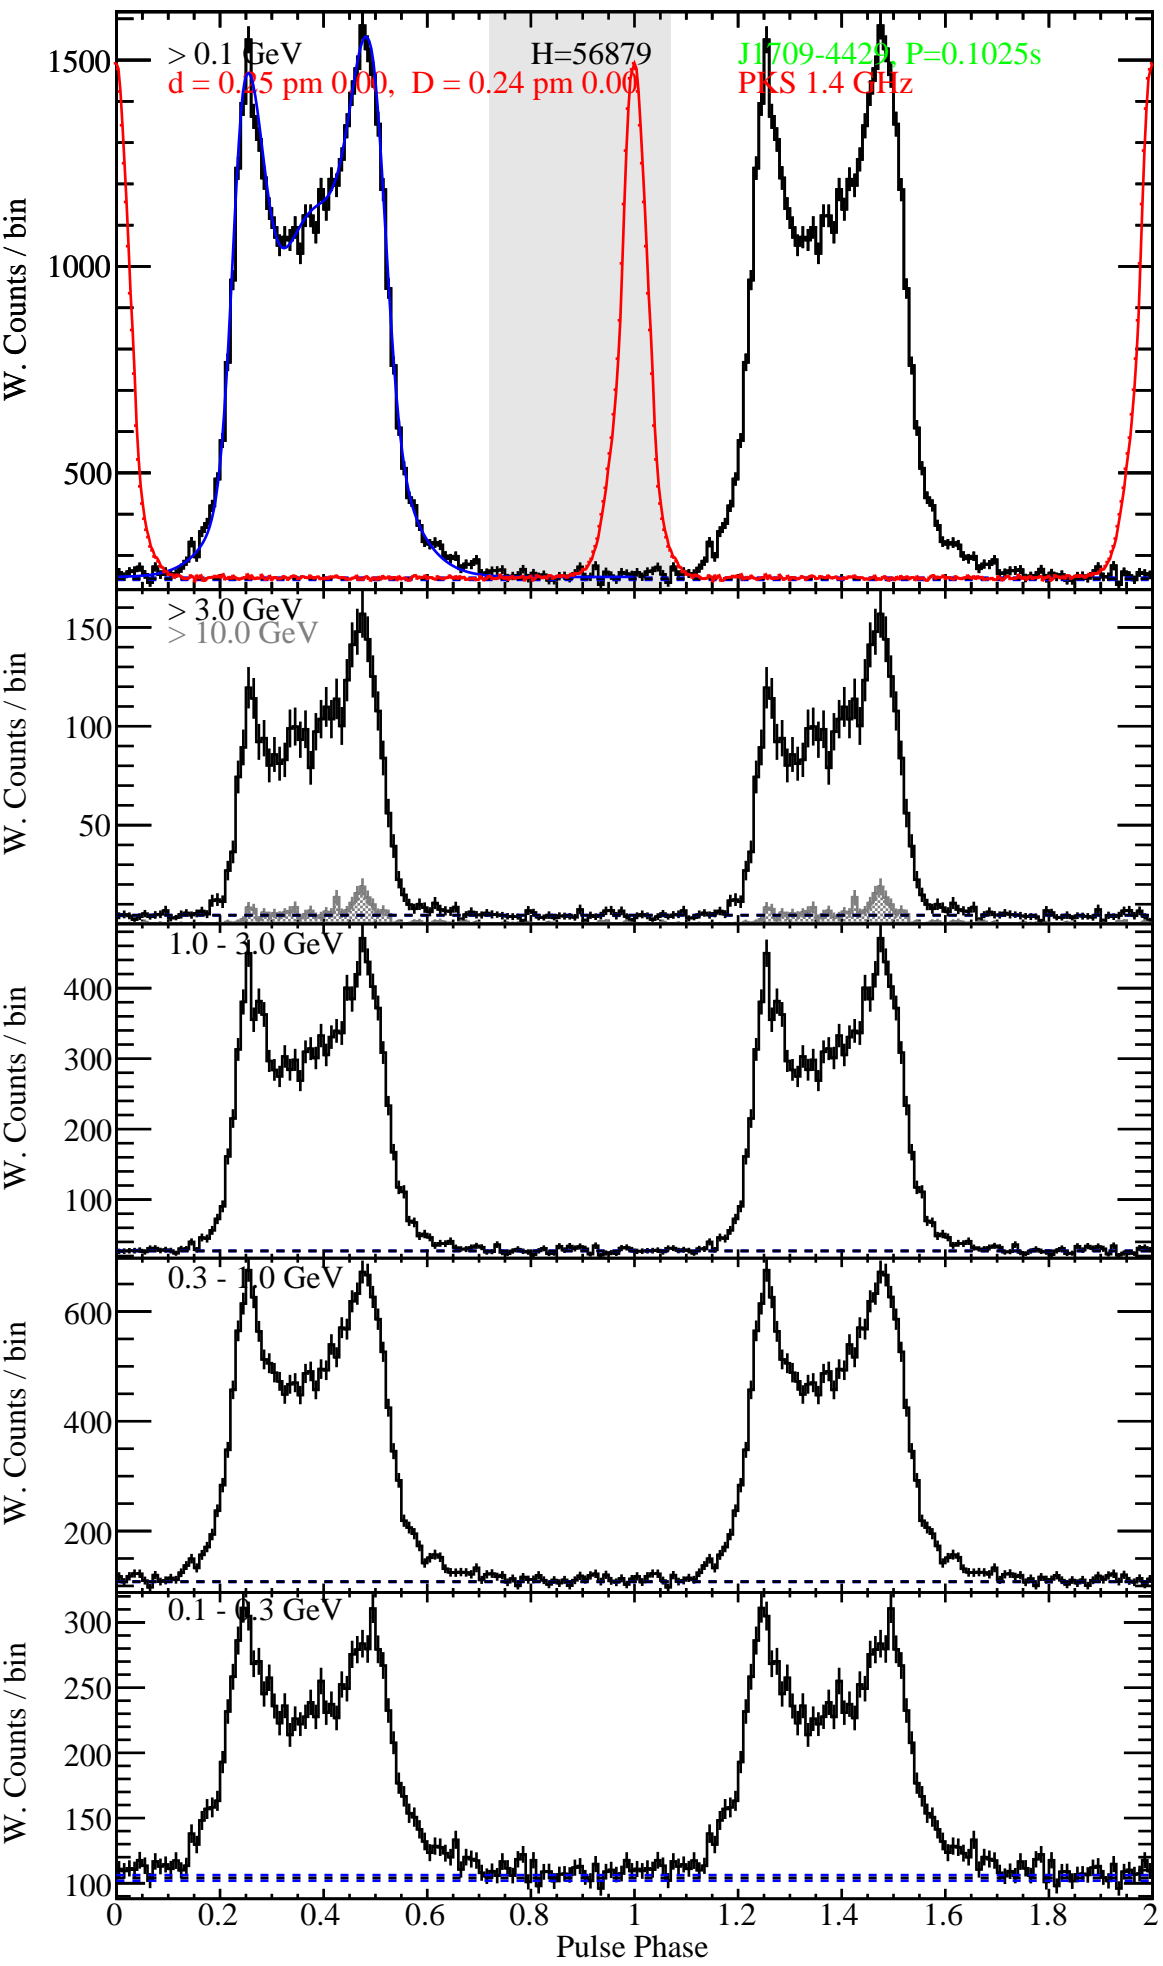 > 0.1 GeV
H=56879
J1709-4429, P=0.1025s
d = 0.25 pm 0.00, D = 0.24 pm 0.00
PKS 1.4 GHz
1500
1000
500
W. Counts / bin
> 3.0 GeV
> 10.0 GeV
150
100
50
W. Counts / bin
1.0 - 3.0 GeV
400
300
200
100
W. Counts / bin
0.3 - 1.0 GeV
600
400
200
W. Counts / bin
0.1 - 0.3 GeV
300
250
200
150
100
W. Counts / bin
0 0.2 0.4 0.6 0.8 1 1.2 1.4 1.6 1.8 2
Pulse Phase